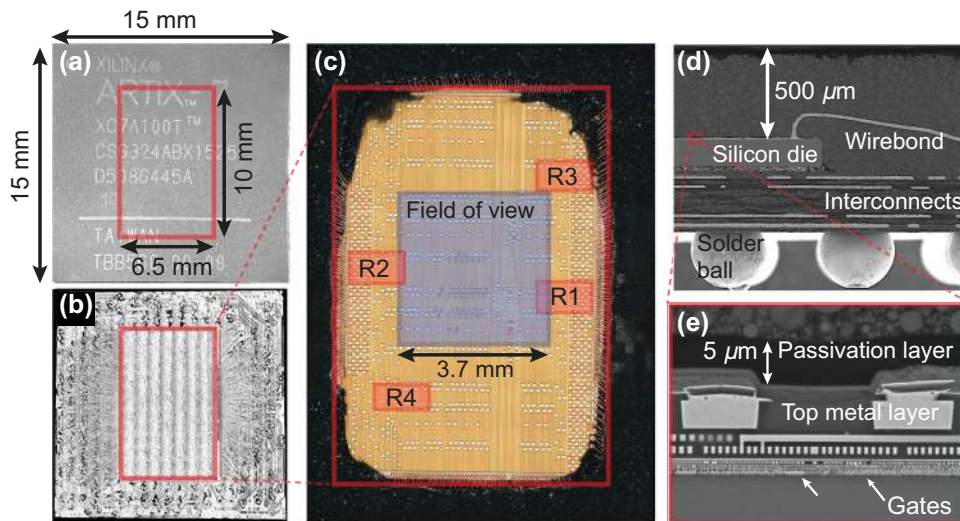 15 mm
(a)
15 mm
XILINX®
ARTIX™ 7
XC7A100T™
CSG324ABX1525
D5086445A
TAIWAN
10 mm
6.5 mm
(b)
(c)
R3
Field of view
R2
R1
3.7 mm
R4
(d)
500 µm
Wirebond
Silicon die
Interconnects
Solder
ball
(e)
5 µm
Passivation layer
Top metal layer
Gates